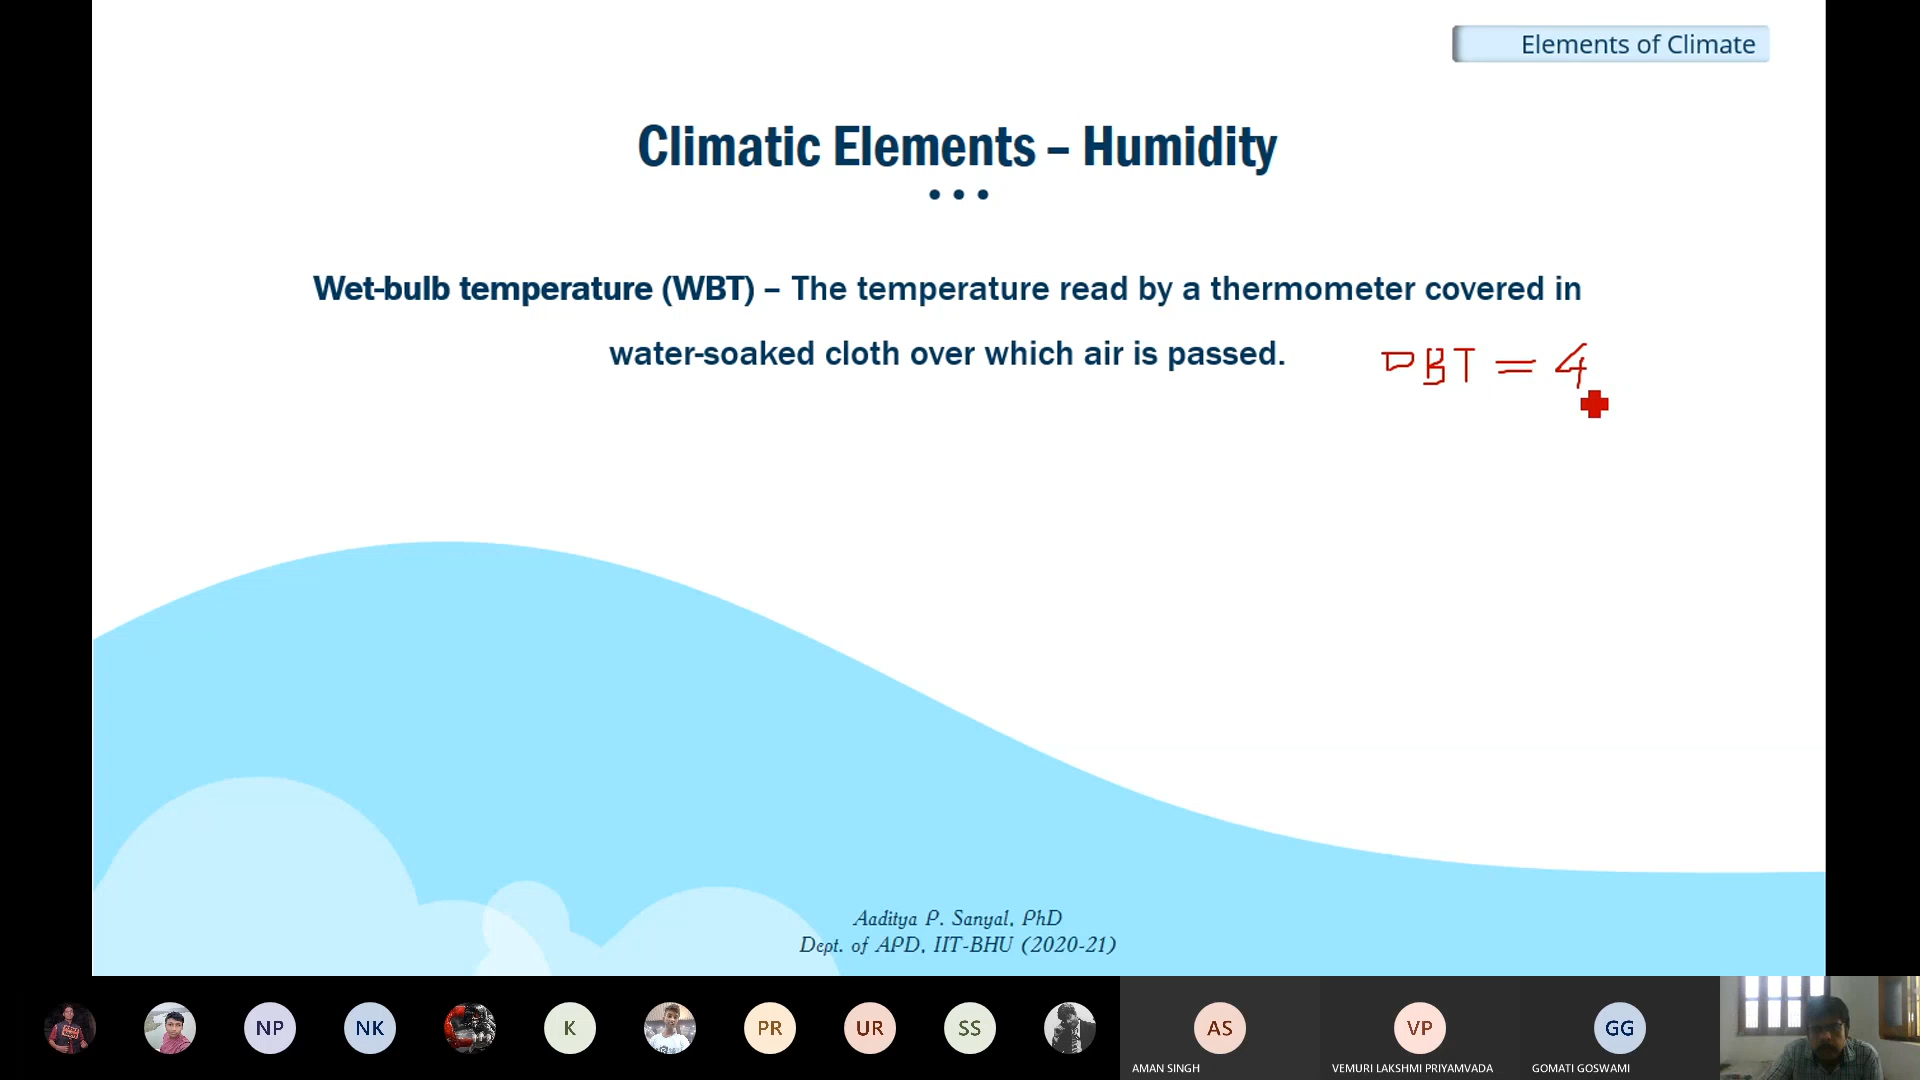 Elements of Climate
Climatic Elements – Humidity
Wet-bulb temperature (WBT) – The temperature read by a thermometer covered in
water-soaked cloth over which air is passed.
DBT = 4
Aaditya P. Sanyal, PhD
Dept. of APD, IIT-BHU (2020-21)
NP
NK
K
PR
UR
SS
AS
VP
GG
AMAN SINGH
VEMURI LAKSHMI PRIYAMVADA
GOMATI GOSWAMI